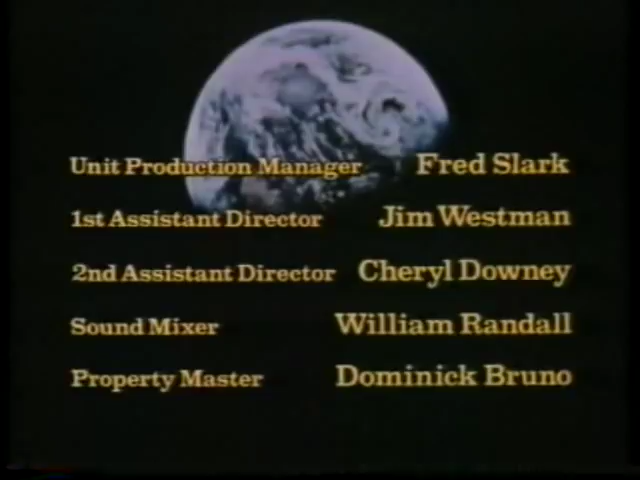 Unit Production Manager Fred Slark
1st Assistant Director Jim Westman
2nd Assistant Director Cheryl Downey
Sound Mixer William Randall
Property Master Dominick Bruno